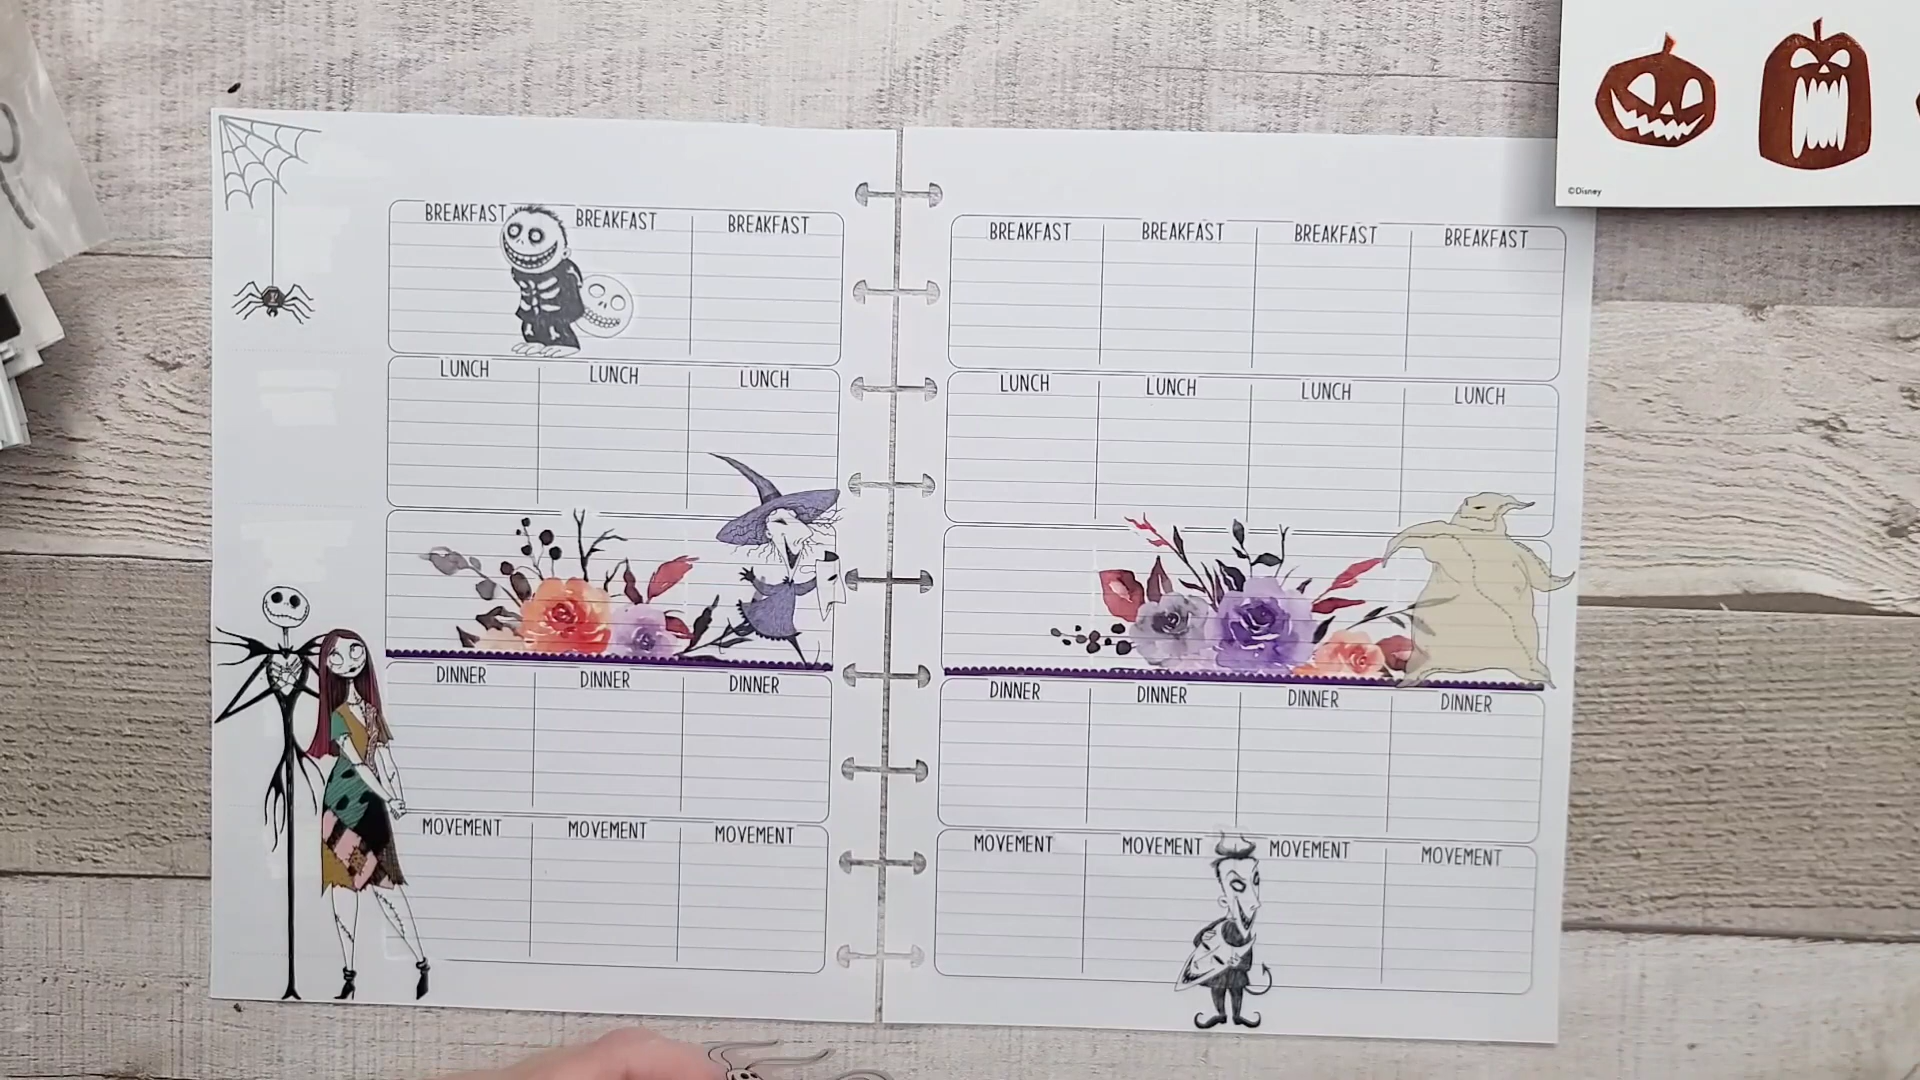 ©Disney
BREAKFAST BREAKFAST BREAKFAST
LUNCH LUNCH LUNCH
DINNER DINNER DINNER
MOVEMENT MOVEMENT MOVEMENT
BREAKFAST BREAKFAST BREAKFAST BREAKFAST
LUNCH LUNCH LUNCH LUNCH
DINNER DINNER DINNER DINNER
MOVEMENT MOVEMENT MOVEMENT MOVEMENT